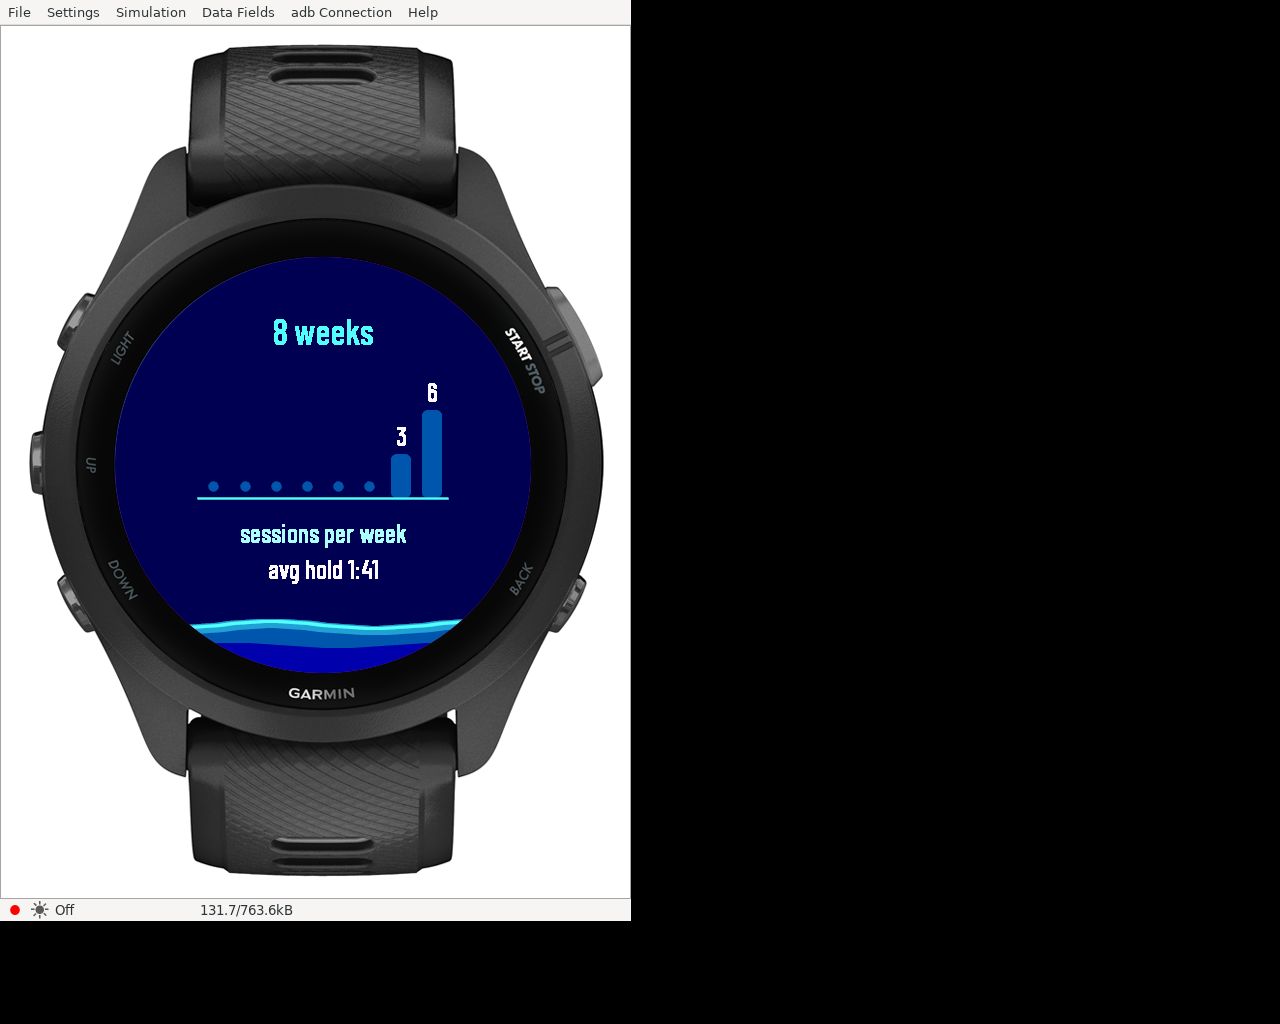 File Settings Simulation Data Fields adb Connection Help
LIGHT
START STOP
UP
DOWN
BACK
8 weeks
6
3
sessions per week
avg hold 1:41
GARMIN
Off 131.7/763.6kB